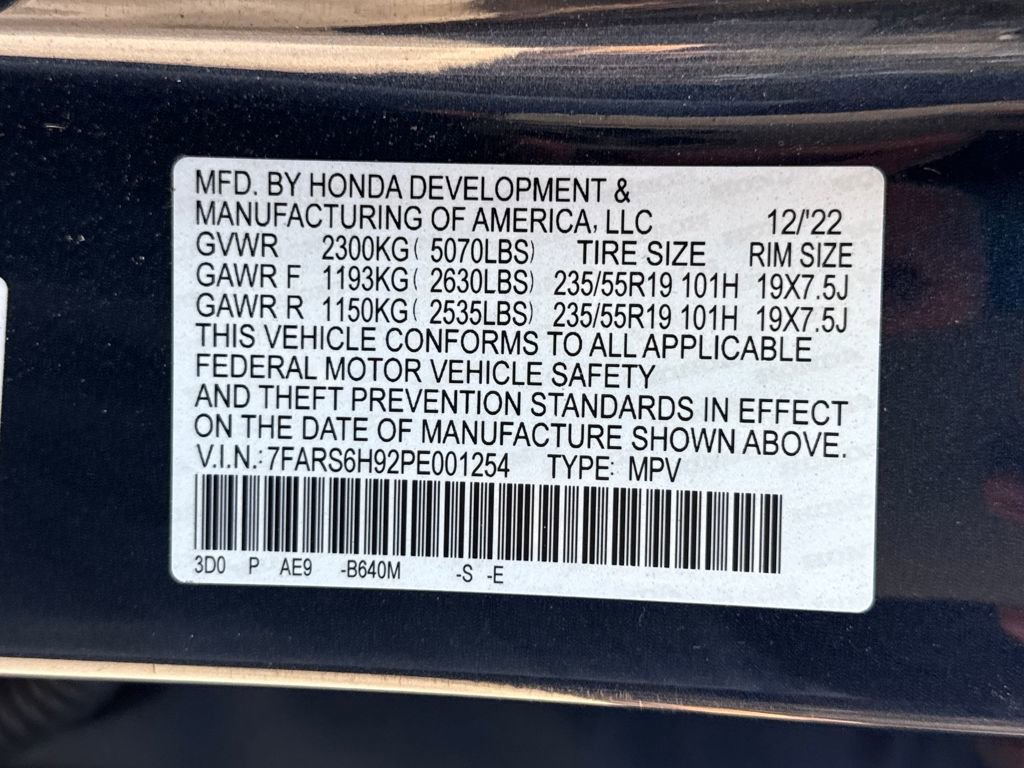 MFD. BY HONDA DEVELOPMENT &
MANUFACTURING OF AMERICA, LLC 12/'22
GVWR 2300KG( 5070LBS) TIRE SIZE RIM SIZE
GAWR F 1193KG( 2630LBS) 235/55R19 101H 19X7.5J
GAWR R 1150KG( 2535LBS) 235/55R19 101H 19X7.5J
THIS VEHICLE CONFORMS TO ALL APPLICABLE
FEDERAL MOTOR VEHICLE SAFETY
AND THEFT PREVENTION STANDARDS IN EFFECT
ON THE DATE OF MANUFACTURE SHOWN ABOVE.
V.I.N.: 7FARS6H92PE001254 TYPE: MPV
3D0 P AE9 -B640M -S -E